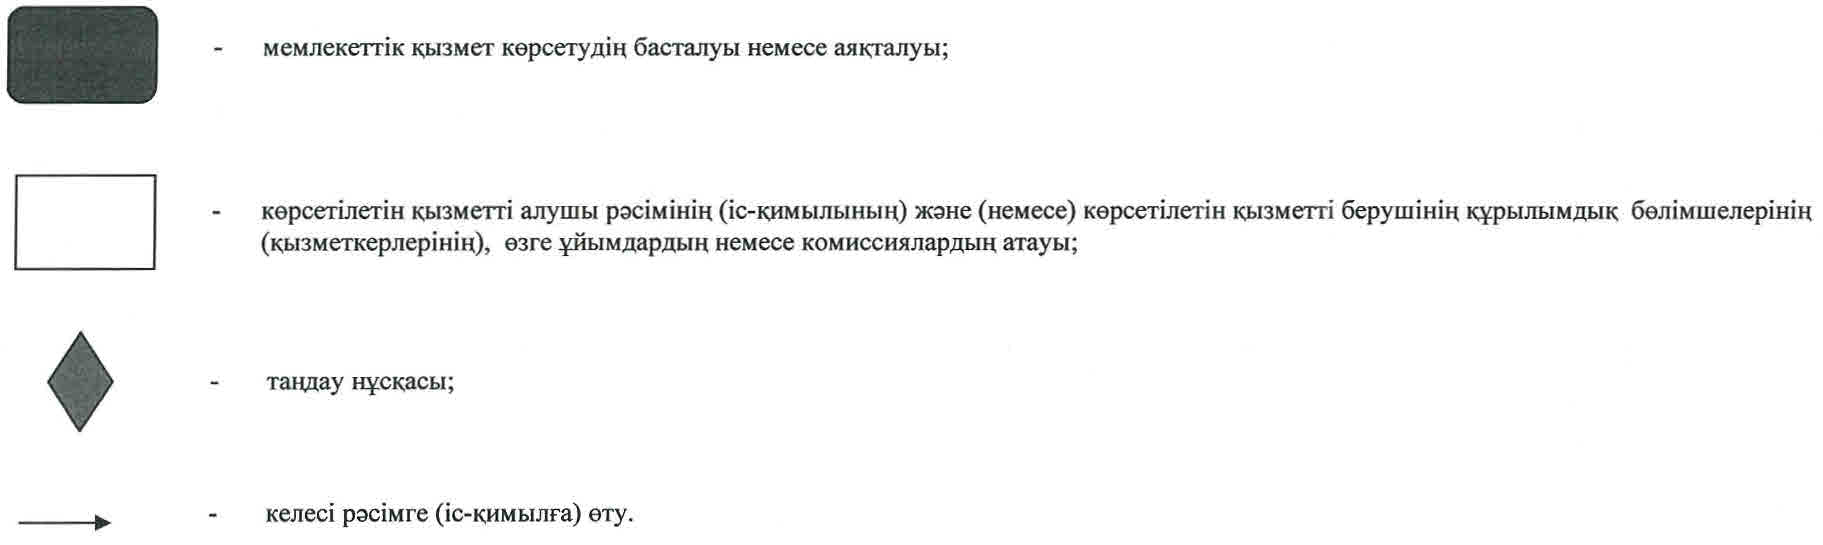 - мемлекеттік қызмет көрсетудің басталуы немесе аяқталуы;
- көрсетілетін қызметті алушы рәсімінің (іс-қимылының) және (немесе) көрсетілетін қызметті берушінің құрылымдық бөлімшелерінің
(қызметкерлерінің), өзге ұйымдардың немесе комиссиялардың атауы;
- таңдау нұсқасы;
- келесі рәсімге (іс-қимылға) өту.